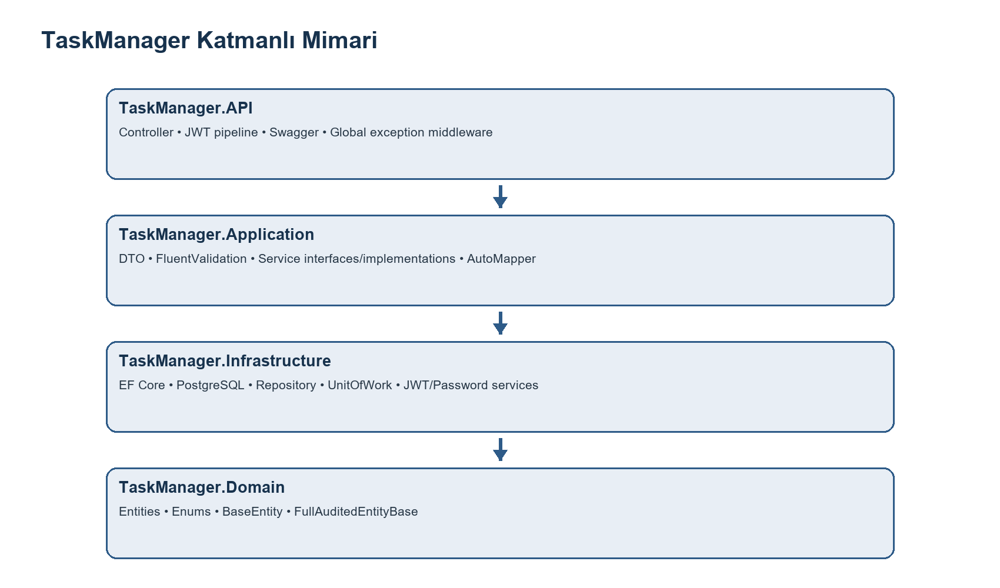 TaskManager Katmanlı Mimari
TaskManager.API
Controller • JWT pipeline • Swagger • Global exception middleware
TaskManager.Application
DTO • FluentValidation • Service interfaces/implementations • AutoMapper
TaskManager.Infrastructure
EF Core • PostgreSQL • Repository • UnitOfWork • JWT/Password services
TaskManager.Domain
Entities • Enums • BaseEntity • FullAuditedEntityBase